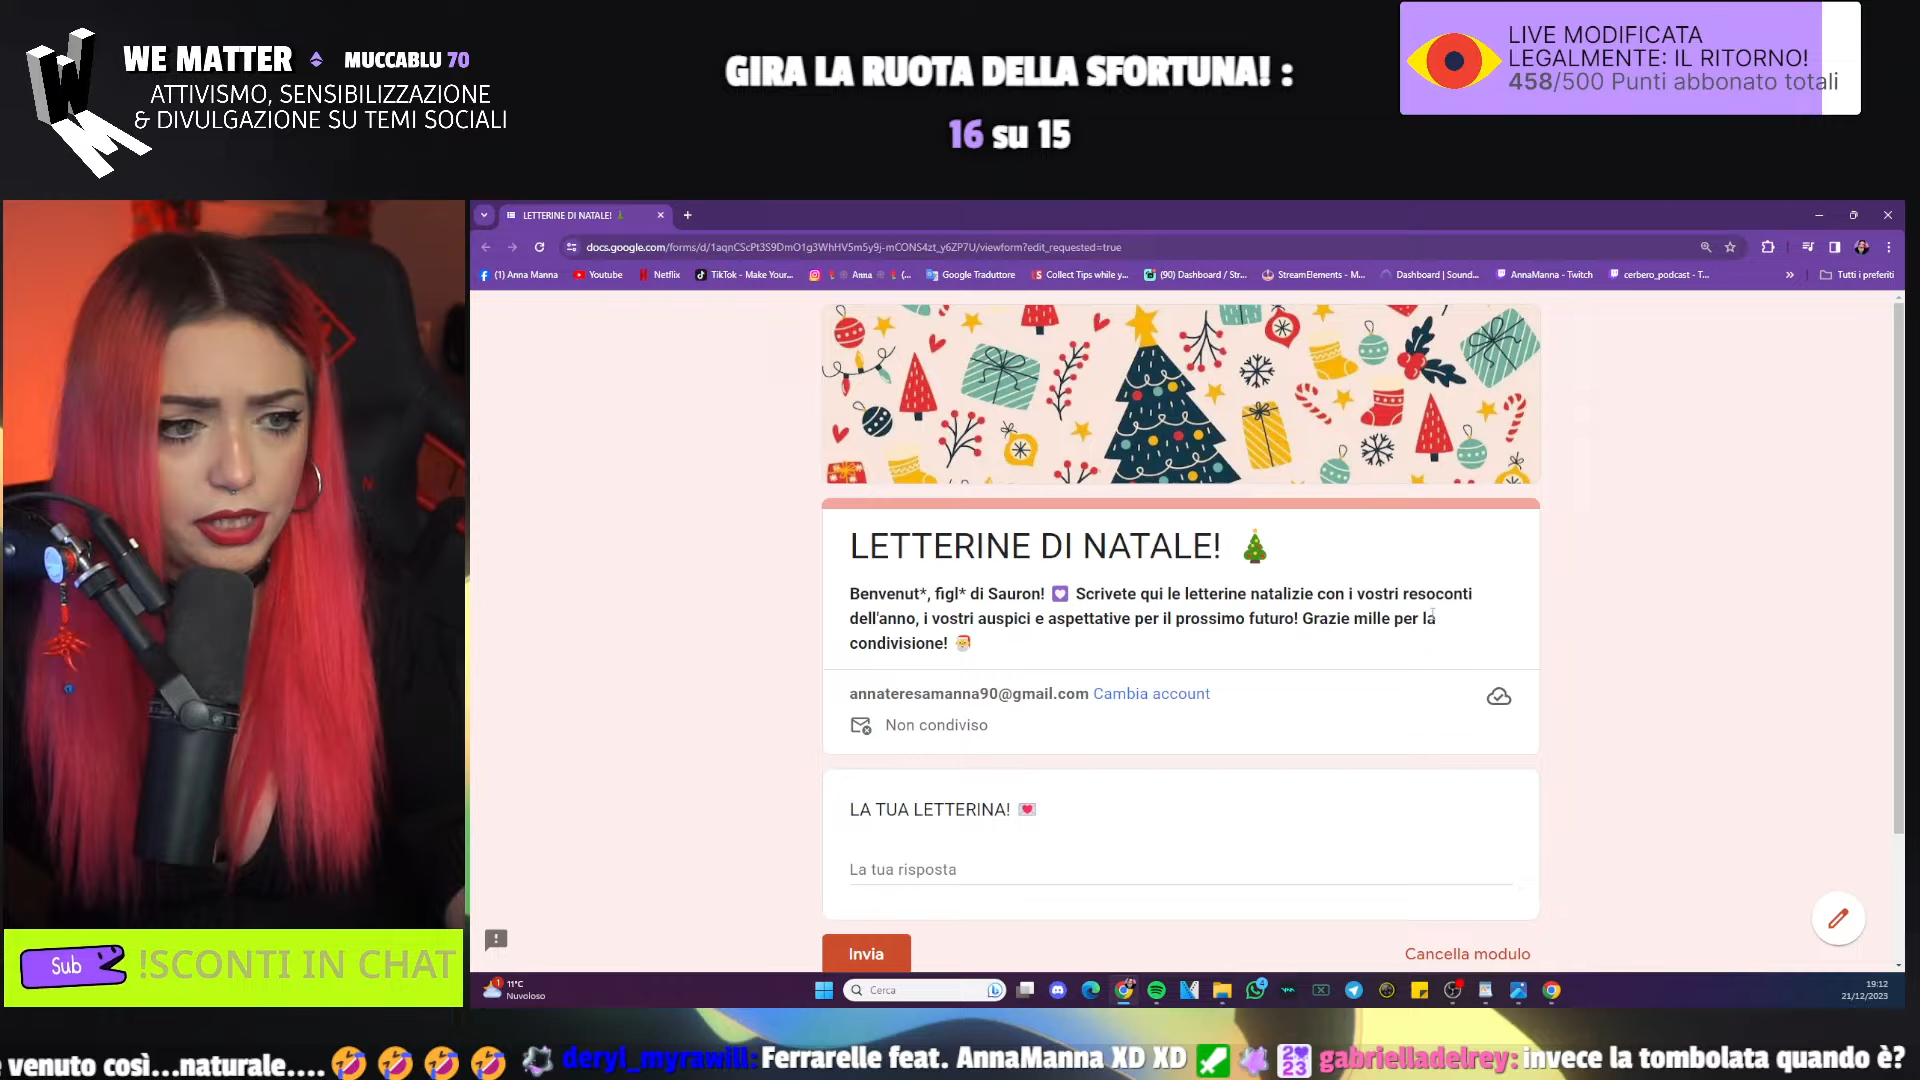 WE MATTER MUCCABLU 70
ATTIVISMO, SENSIBILIZZAZIONE
& DIVULGAZIONE SU TEMI SOCIALI
GIRA LA RUOTA DELLA SFORTUNA! :
16 su 15
LIVE MODIFICATA
LEGALMENTE: IL RITORNO!
458/500 Punti abbonato totali
LETTERINE DI NATALE! 🎄
docs.google.com/forms/d/1aqnCScPt3S9DmO1g3WhHV5m5y9j-mCONS4zt_y6ZP7U/viewform?edit_requested=true
(1) Anna Manna Youtube Netflix TikTok - Make Your... Anna (... Google Traduttore Collect Tips while y... (90) Dashboard / Str... StreamElements - M... Dashboard | Sound... AnnaManna - Twitch cerbero_podcast - T... » Tutti i preferiti
LETTERINE DI NATALE! 🎄
Benvenut*, figl* di Sauron! 💟 Scrivete qui le letterine natalizie con i vostri resoconti
dell'anno, i vostri auspici e aspettative per il prossimo futuro! Grazie mille per la
condivisione! 🎅
annateresamanna90@gmail.com Cambia account
Non condiviso
LA TUA LETTERINA! 💌
La tua risposta
Invia
Cancella modulo
Sub
!SCONTI IN CHAT
11°C
Nuvoloso
Cerca
19:12
21/12/2023
e venuto così...naturale.... 🤣 🤣 🤣 🤣 deryl_myrawill: Ferrarelle feat. AnnaManna XD XD gabrielladelrey: invece la tombolata quando è?